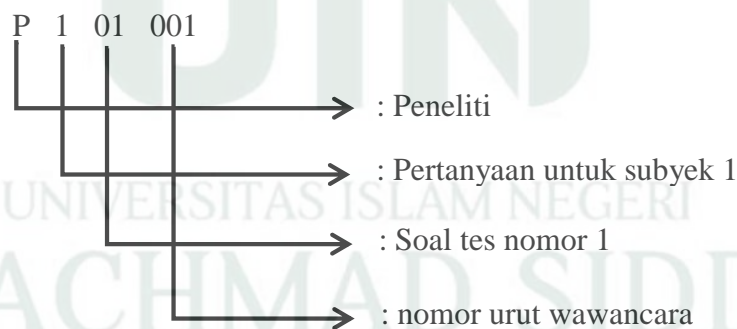 P 1 01 001
: Peneliti
: Pertanyaan untuk subyek 1
UNIVERSITAS ISLAM NEGERI
: Soal tes nomor 1
ACHMAD SIDD
: nomor urut wawancara